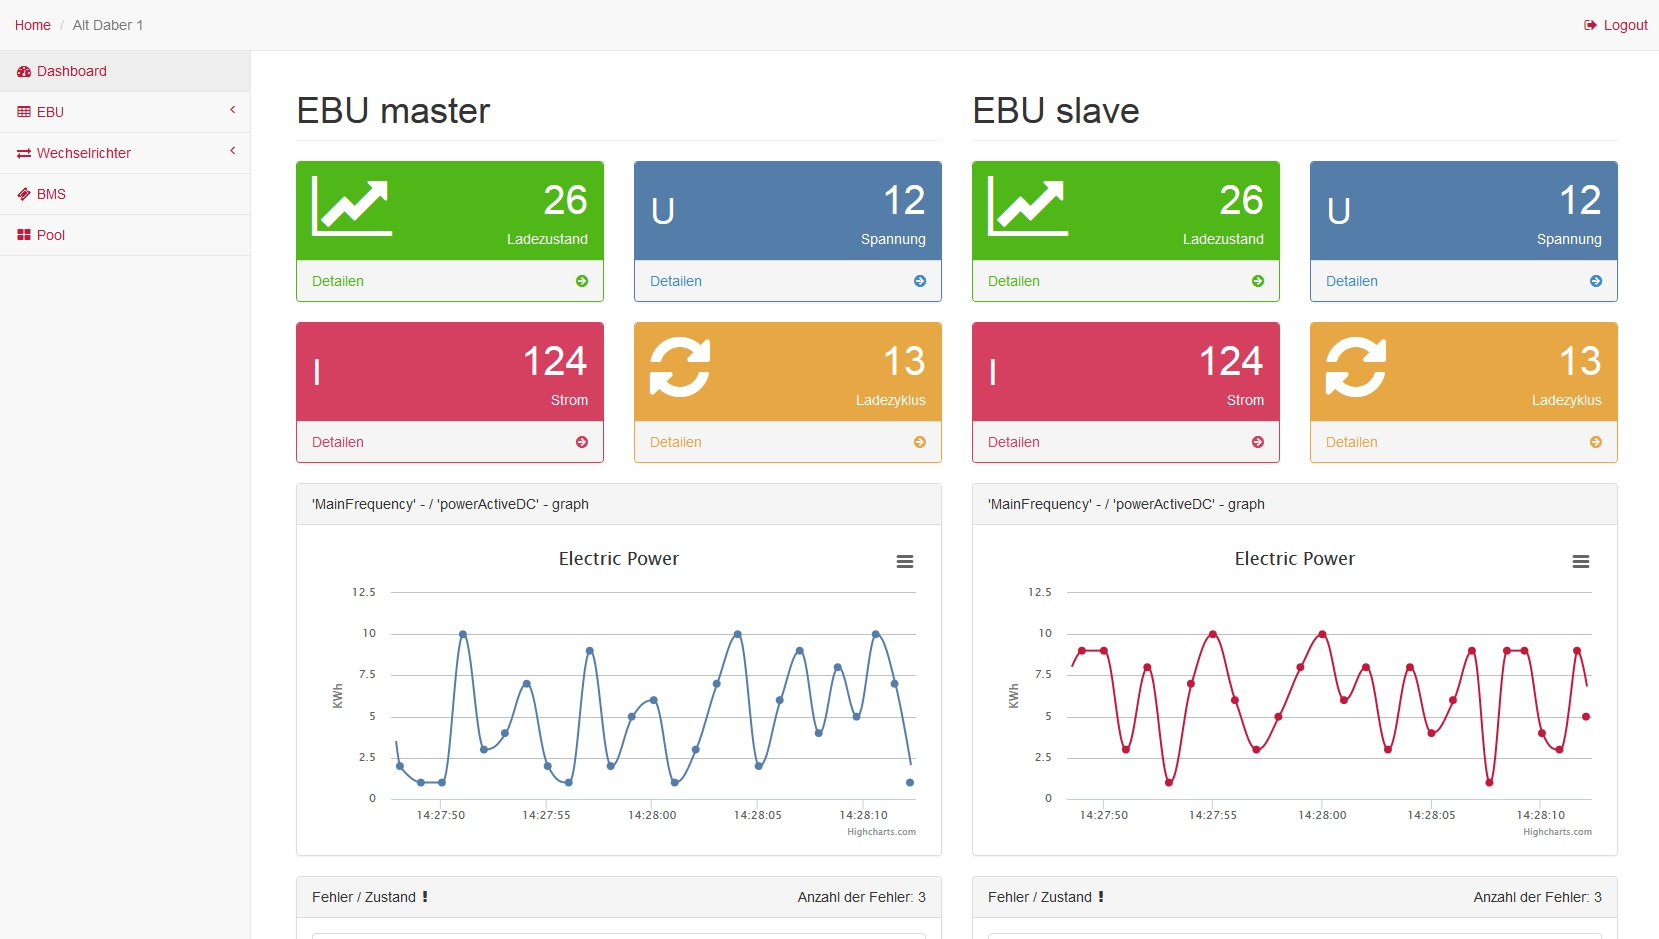 Home / Alt Daber 1
Logout
Dashboard
EBU
Wechselrichter
BMS
Pool
EBU master
26
Ladezustand
Detailen
U
12
Spannung
Detailen
I
124
Strom
Detailen
13
Ladezyklus
Detailen
'MainFrequency' - / 'powerActiveDC' - graph
Electric Power
KWh
12.5
10
7.5
5
2.5
0
14:27:50 14:27:55 14:28:00 14:28:05 14:28:10
Highcharts.com
Fehler / Zustand !
Anzahl der Fehler: 3
EBU slave
26
Ladezustand
Detailen
U
12
Spannung
Detailen
I
124
Strom
Detailen
13
Ladezyklus
Detailen
'MainFrequency' - / 'powerActiveDC' - graph
Electric Power
KWh
12.5
10
7.5
5
2.5
0
14:27:50 14:27:55 14:28:00 14:28:05 14:28:10
Highcharts.com
Fehler / Zustand !
Anzahl der Fehler: 3